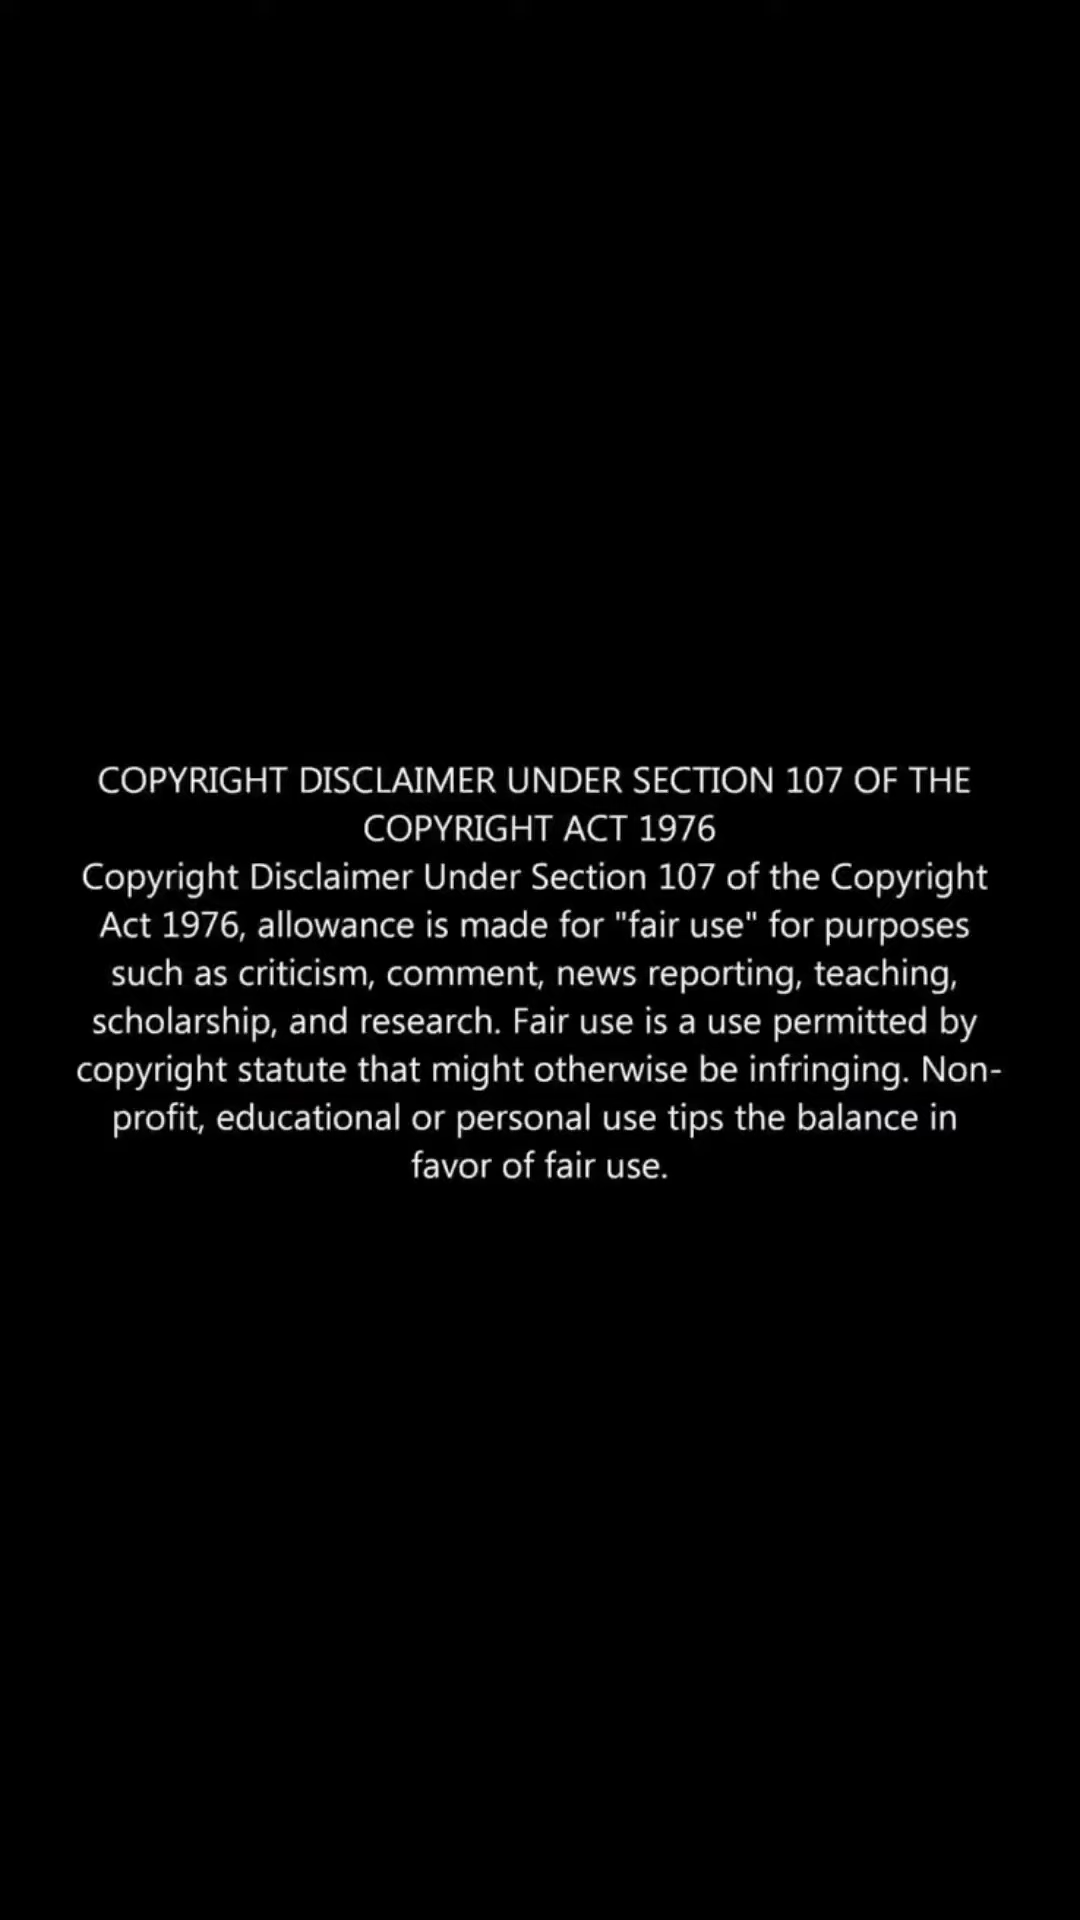 COPYRIGHT DISCLAIMER UNDER SECTION 107 OF THE
COPYRIGHT ACT 1976
Copyright Disclaimer Under Section 107 of the Copyright
Act 1976, allowance is made for "fair use" for purposes
such as criticism, comment, news reporting, teaching,
scholarship, and research. Fair use is a use permitted by
copyright statute that might otherwise be infringing. Non-
profit, educational or personal use tips the balance in
favor of fair use.